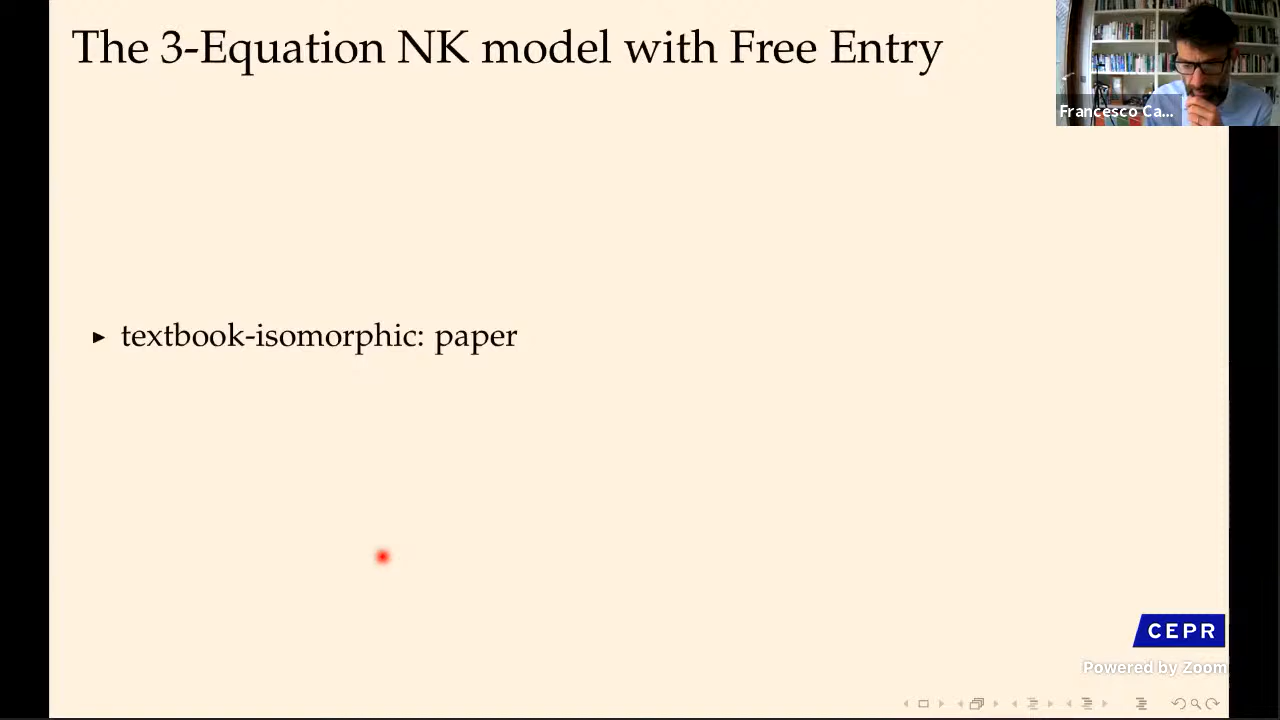 The 3-Equation NK model with Free Entry
Francesco Ca...
► textbook-isomorphic: paper
CEPR
Powered by Zoom